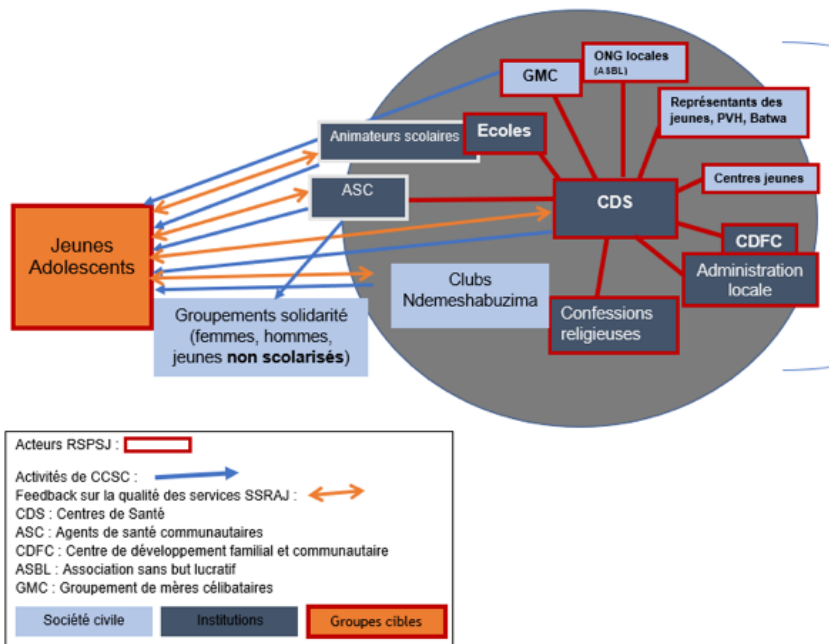 ONG locales
(ASBL)
GMC
Représentants des
jeunes, PVH, Batwa
Animateurs scolaires
Ecoles
Centres jeunes
ASC
CDS
Jeunes
Adolescents
CDFC
Administration
locale
Clubs
Ndemeshabuzima
Groupements solidarité
(femmes, hommes,
jeunes non scolarisés)
Confessions
religieuses
Acteurs RSPSJ :
Activités de CCSC :
Feedback sur la qualité des services SSRAJ :
CDS : Centres de Santé
ASC : Agents de santé communautaires
CDFC : Centre de développement familial et communautaire
ASBL : Association sans but lucratif
GMC : Groupement de mères célibataires
Société civile
Institutions
Groupes cibles